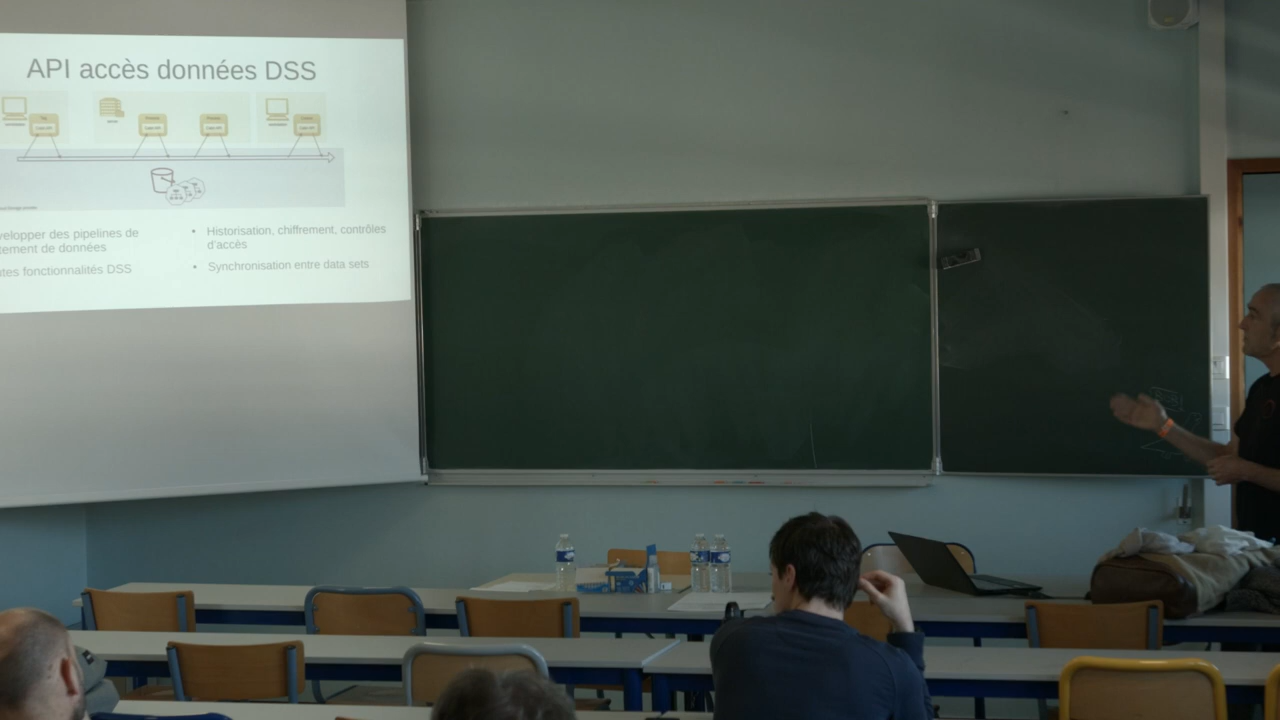 API accès données DSS
velopper des pipelines de
tement de données
tes fonctionnalités DSS
• Historisation, chiffrement, contrôles
d'accès
• Synchronisation entre data sets